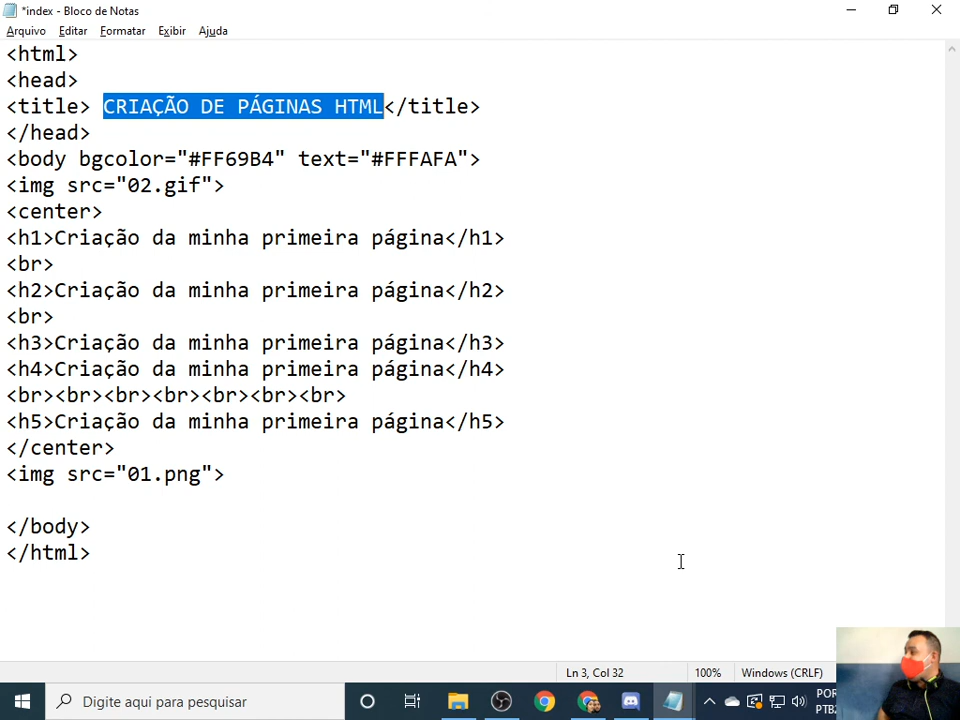 *index - Bloco de Notas
Arquivo Editar Formatar Exibir Ajuda
<html>
<head>
<title> CRIAÇÃO DE PÁGINAS HTML</title>
</head>
<body bgcolor="#FF69B4" text="#FFFAFA">
<img src="02.gif">
<center>
<h1>Criação da minha primeira página</h1>
<br>
<h2>Criação da minha primeira página</h2>
<br>
<h3>Criação da minha primeira página</h3>
<h4>Criação da minha primeira página</h4>
<br><br><br><br><br><br><br>
<h5>Criação da minha primeira página</h5>
</center>
<img src="01.png">
</body>
</html>
Ln 3, Col 32 100% Windows (CRLF)
Digite aqui para pesquisar
POR
PTB2